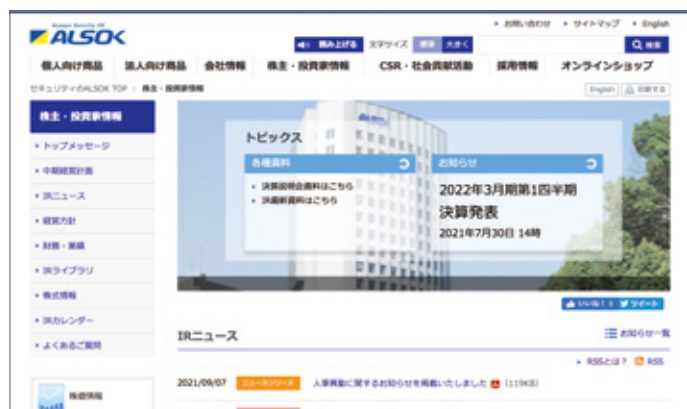 Always Security OK
ALSOK
お問い合わせ サイトマップ English
読み上げる 文字サイズ 標準 大きく 検索
個人向け商品 法人向け商品 会社情報 株主・投資家情報 CSR・社会貢献活動 採用情報 オンラインショップ
セキュリティのALSOK TOP 株主・投資家情報 English 印刷する
株主・投資家情報
トップメッセージ
中期経営計画
IRニュース
経営方針
財務・業績
IRライブラリ
株式情報
IRカレンダー
よくあるご質問
株価情報
トピックス
各種資料
決算説明会資料はこちら
IR最新資料はこちら
お知らせ
2022年3月期第1四半期
決算発表
2021年7月30日 14時
いいね！ ツイート
IRニュース お知らせ一覧
RSSとは？ RSS
2021/09/07 ニュースリリース 人事異動に関するお知らせを掲載いたしました (119KB)